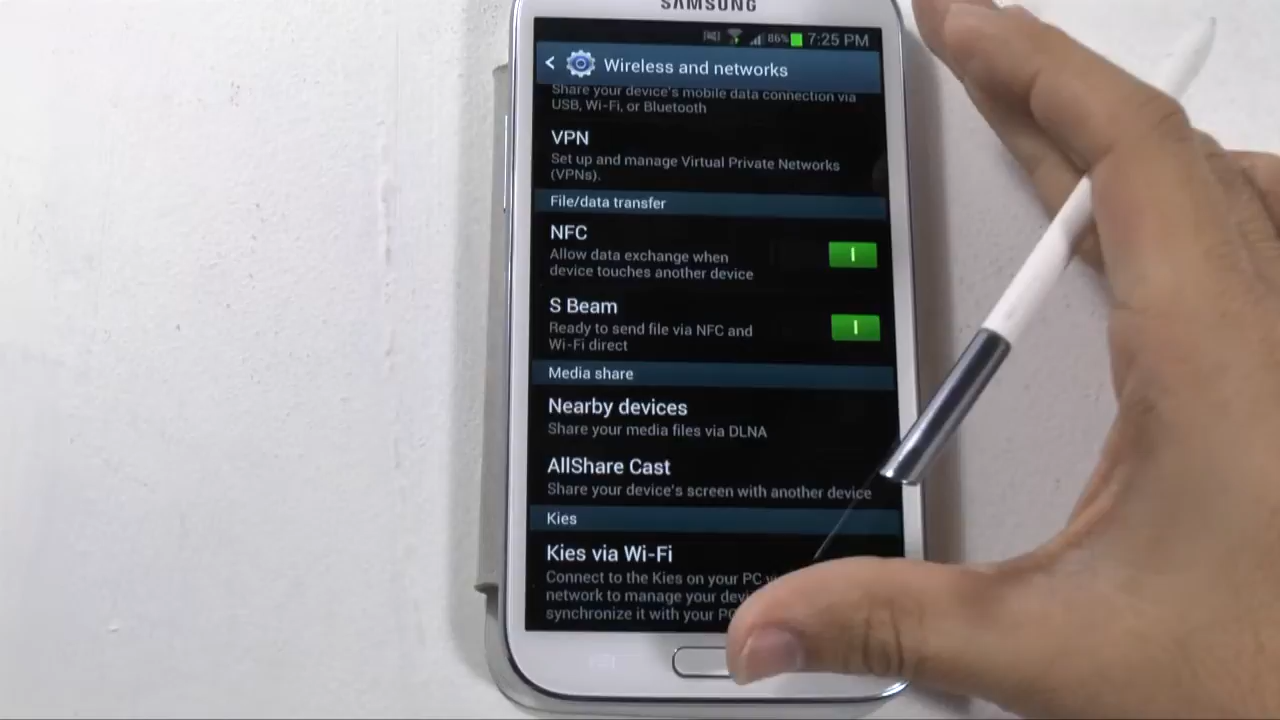 SAMSUNG
86% 7:25 PM
< Wireless and networks
Share your device's mobile data connection via
USB, Wi-Fi, or Bluetooth
VPN
Set up and manage Virtual Private Networks
(VPNs).
File/data transfer
NFC
Allow data exchange when
device touches another device
S Beam
Ready to send file via NFC and
Wi-Fi direct
Media share
Nearby devices
Share your media files via DLNA
AllShare Cast
Share your device's screen with another device
Kies
Kies via Wi-Fi
Connect to the Kies on your PC
network to manage your
synchronize it with your